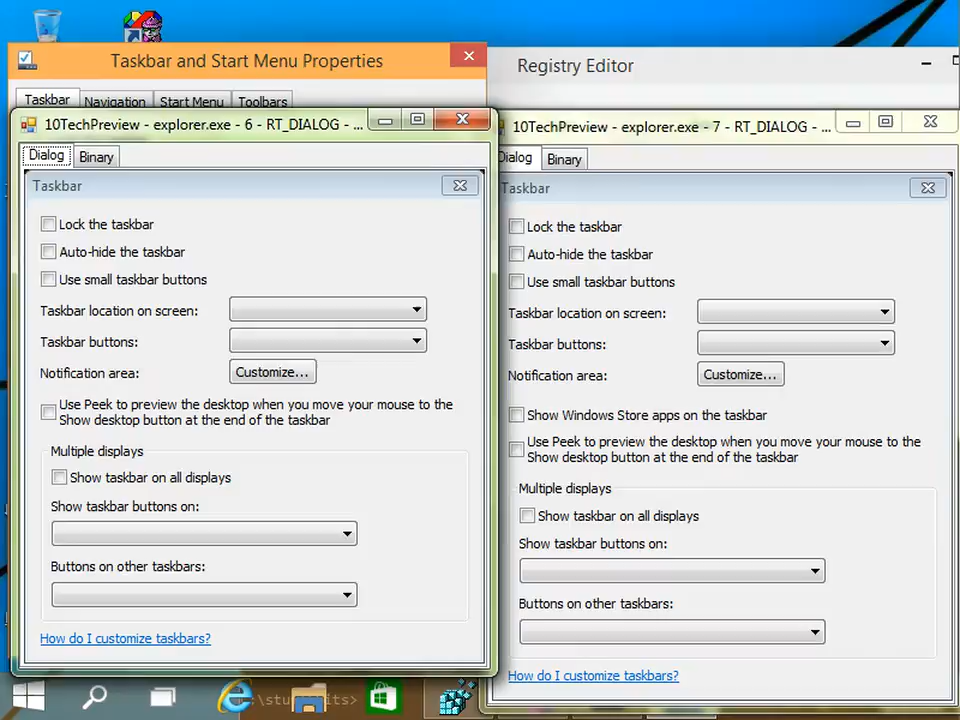 Taskbar and Start Menu Properties
Registry Editor
Taskbar
Navigation
Start Menu
Toolbars
10TechPreview - explorer.exe - 6 - RT_DIALOG - ...
Dialog
Binary
Taskbar
Lock the taskbar
Auto-hide the taskbar
Use small taskbar buttons
Taskbar location on screen:
Taskbar buttons:
Notification area:
Customize...
Use Peek to preview the desktop when you move your mouse to the
Show desktop button at the end of the taskbar
Multiple displays
Show taskbar on all displays
Show taskbar buttons on:
Buttons on other taskbars:
How do I customize taskbars?
10TechPreview - explorer.exe - 7 - RT_DIALOG - ...
Dialog
Binary
Taskbar
Lock the taskbar
Auto-hide the taskbar
Use small taskbar buttons
Taskbar location on screen:
Taskbar buttons:
Notification area:
Customize...
Show Windows Store apps on the taskbar
Use Peek to preview the desktop when you move your mouse to the
Show desktop button at the end of the taskbar
Multiple displays
Show taskbar on all displays
Show taskbar buttons on:
Buttons on other taskbars:
How do I customize taskbars?